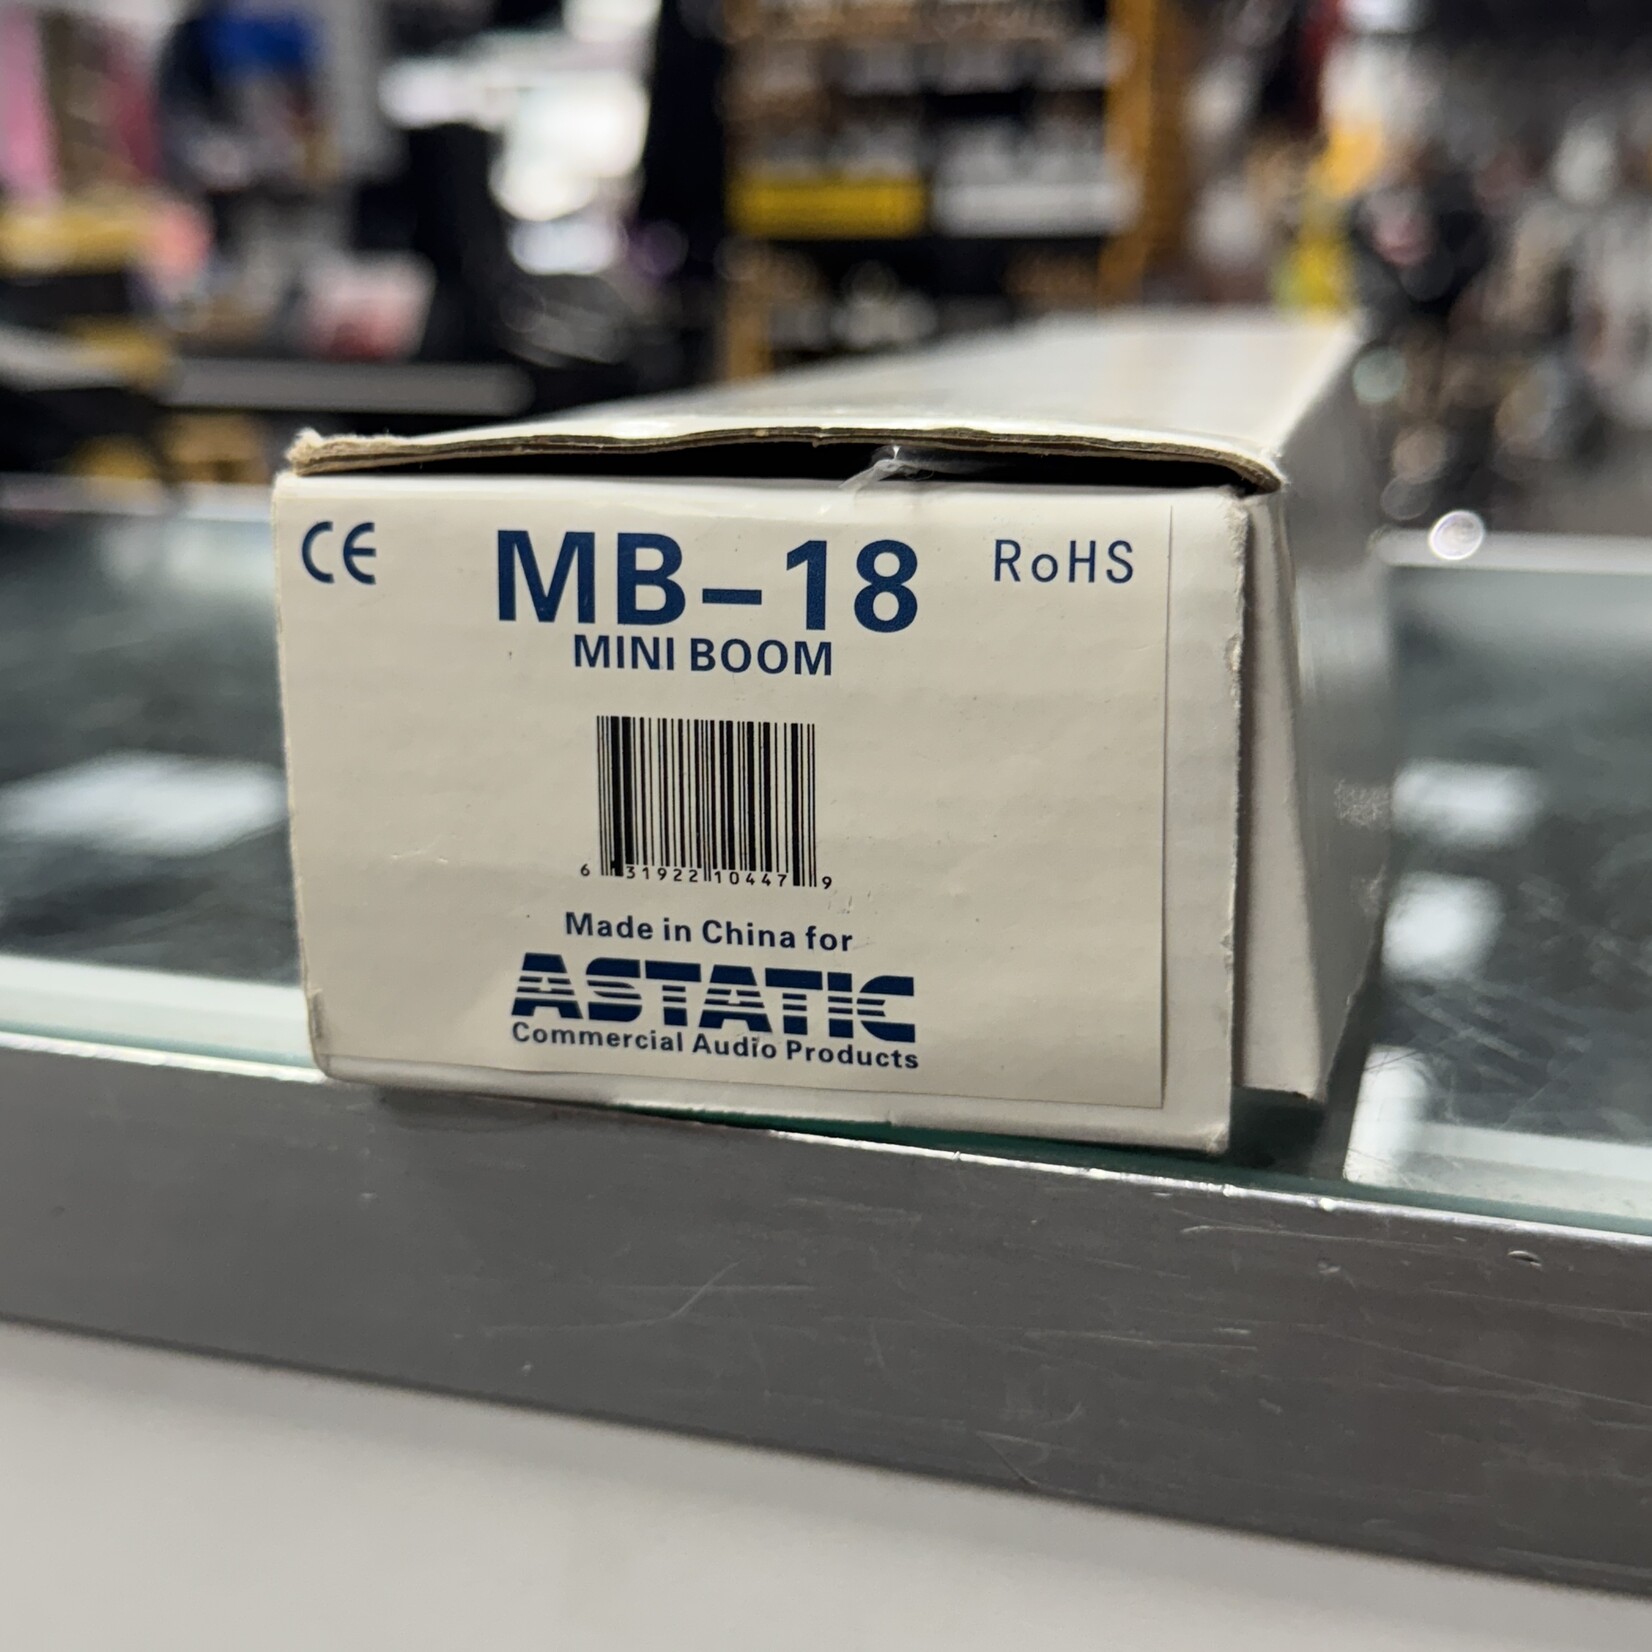 CE MB-18 RoHS
MINI BOOM
6 31922 10447 9
Made in China for
ASTATIC
Commercial Audio Products